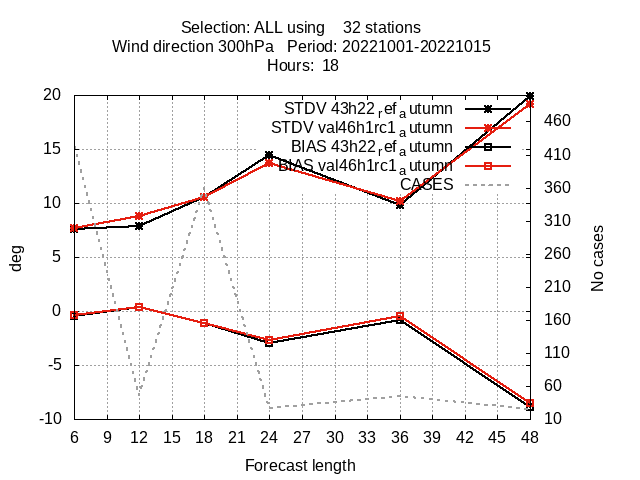 Selection: ALL using    32 stations
Wind direction 300hPa   Period: 20221001-20221015
Hours:  18
STDV 43h22_ref_autumn
STDV val46h1rc1_autumn
BIAS 43h22_ref_autumn
BIAS val46h1rc1_autumn
CASES
20
15
10
5
0
-5
-10
460
410
360
310
260
210
160
110
60
10
deg
No cases
6 9 12 15 18 21 24 27 30 33 36 39 42 45 48
Forecast length